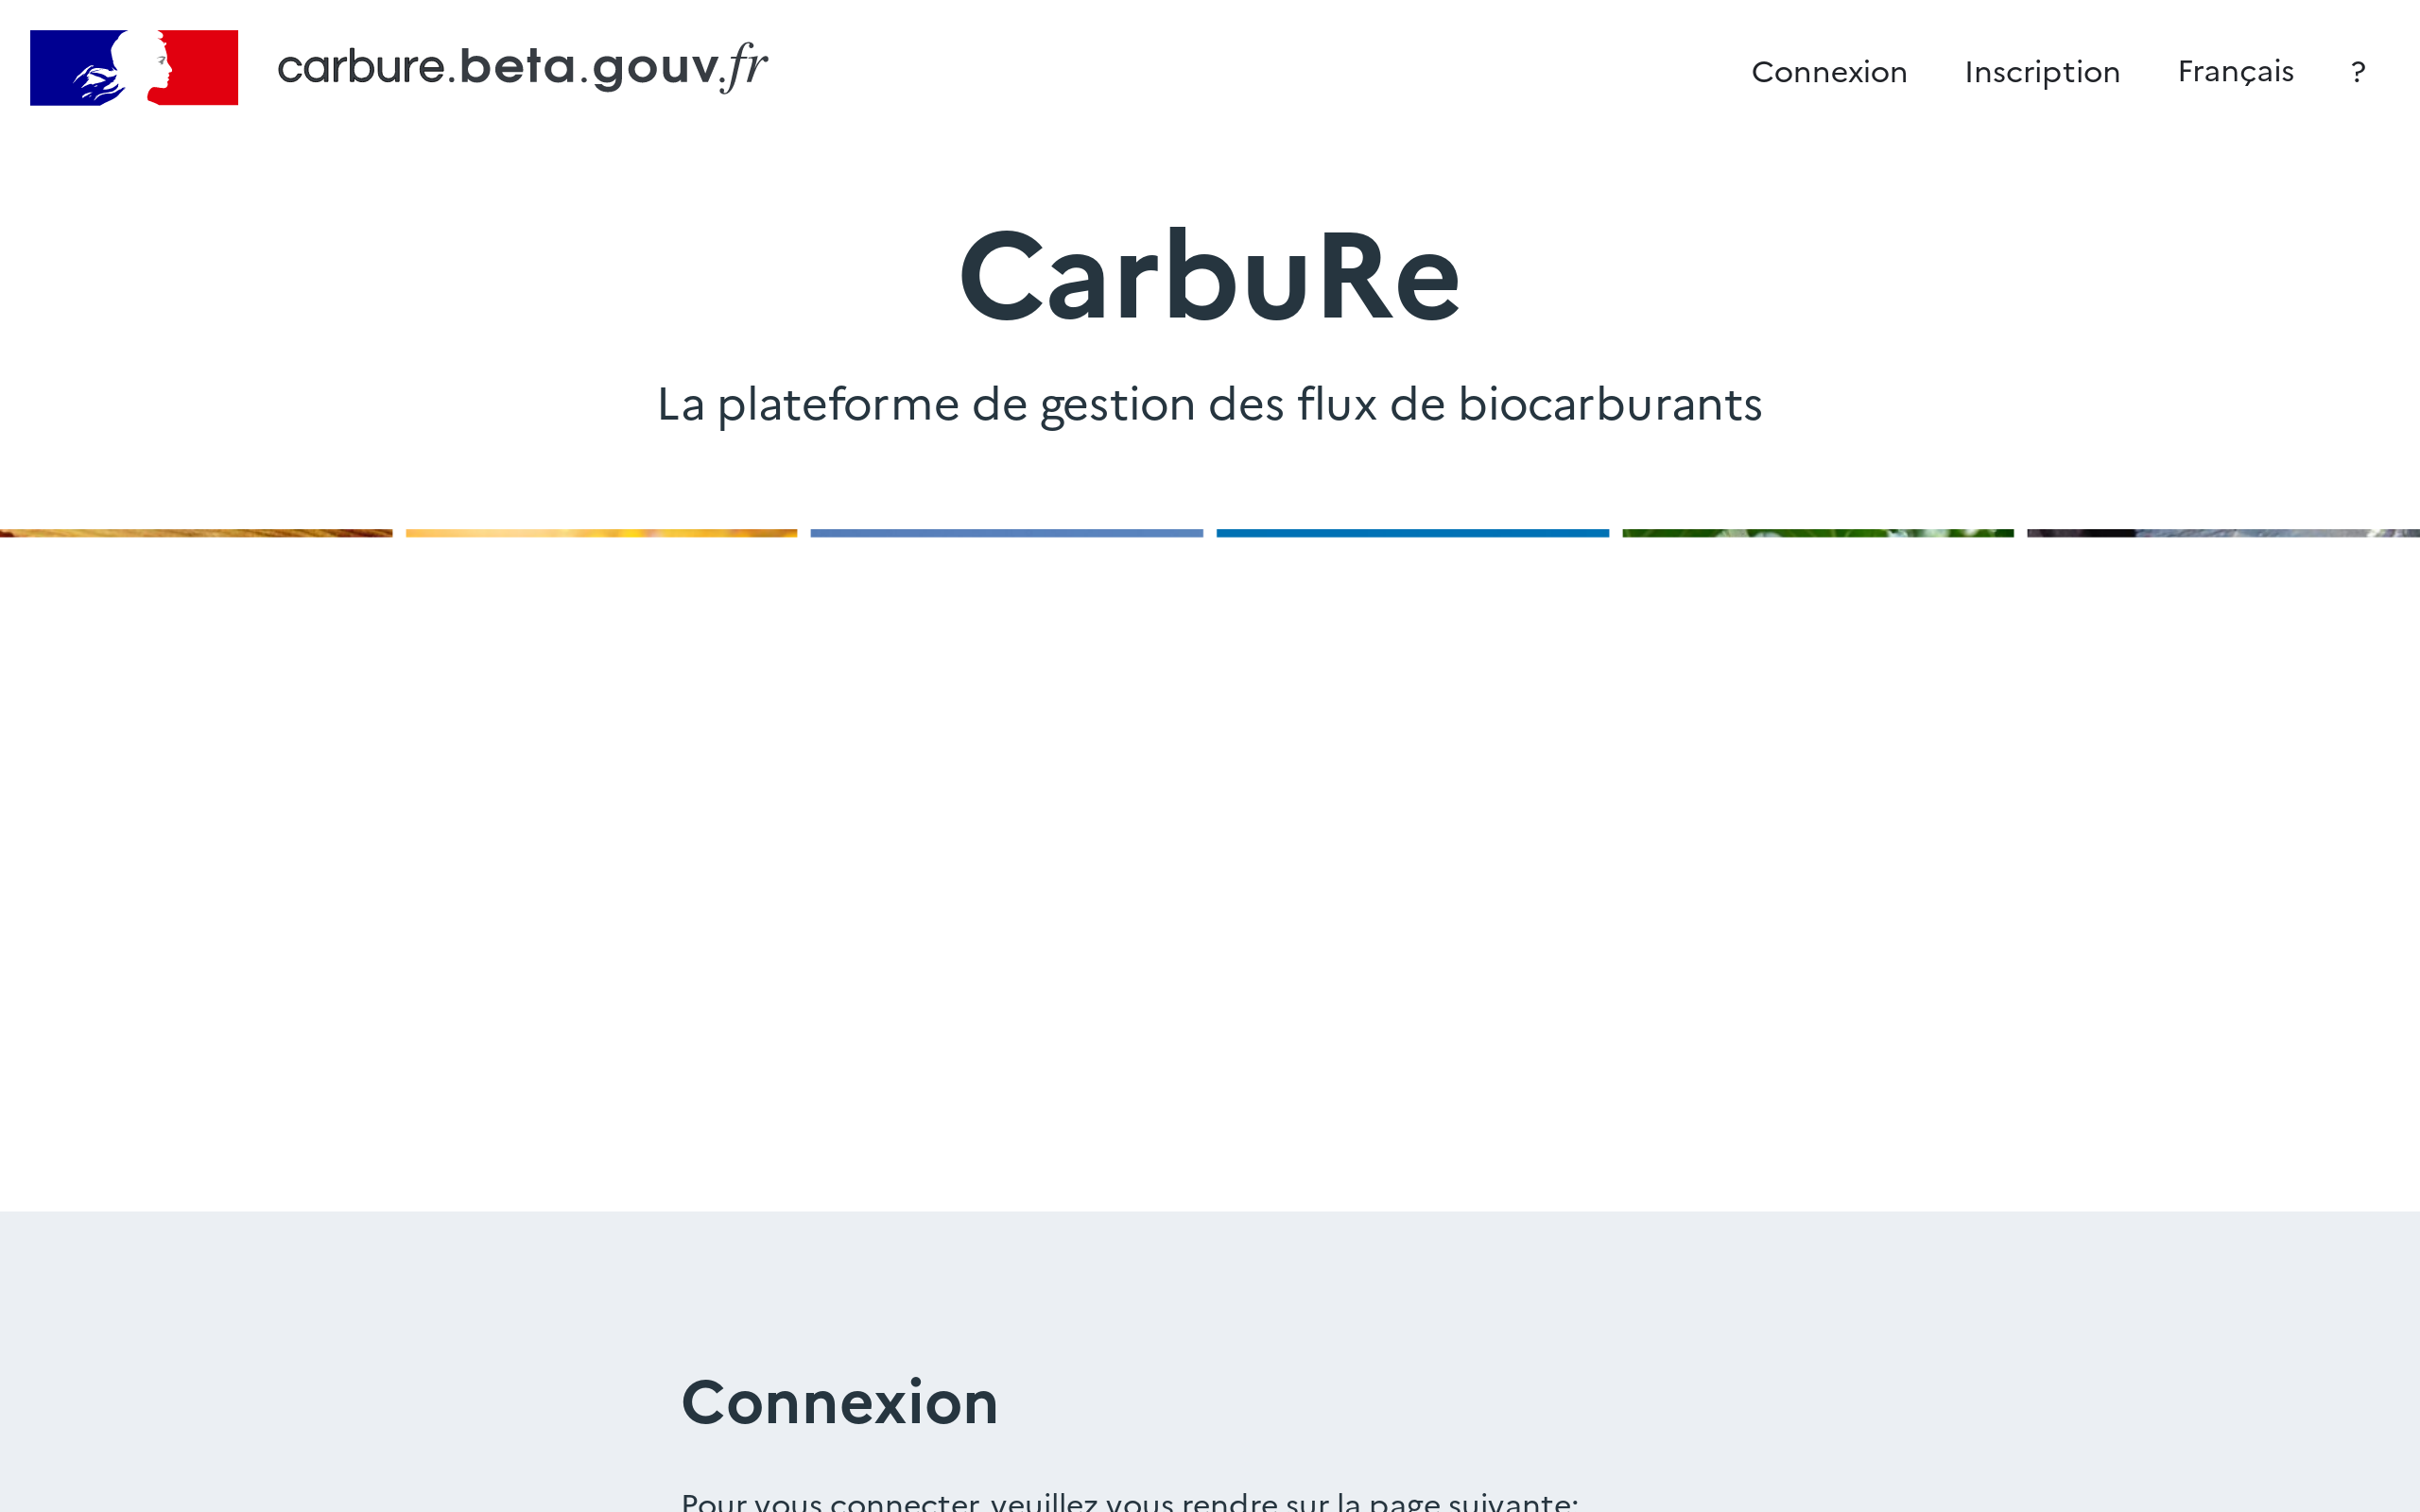 carbure.beta.gouv.fr
Connexion
Inscription
Français
?
CarbuRe
La plateforme de gestion des flux de biocarburants
Connexion
Pour vous connecter, veuillez vous rendre sur la page suivante: